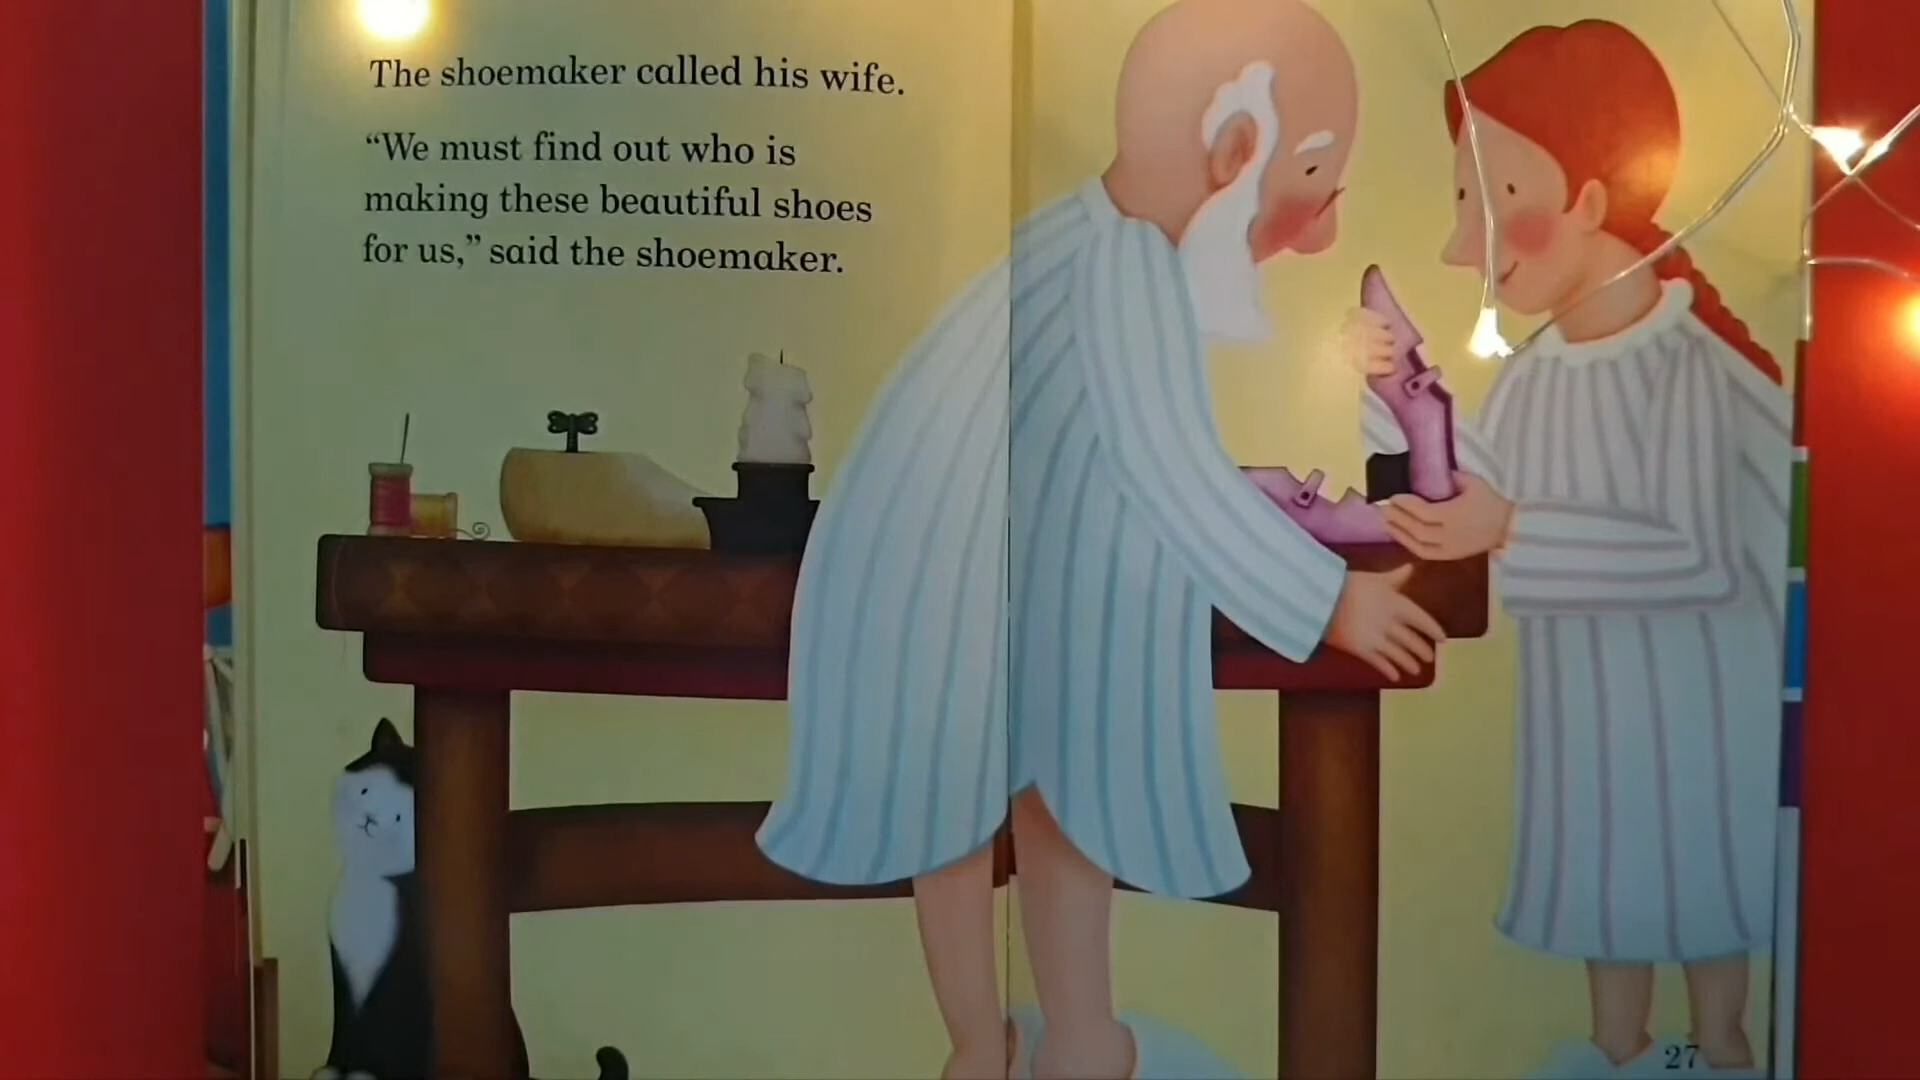 The shoemaker called his wife.
“We must find out who is
making these beautiful shoes
for us,” said the shoemaker.
27